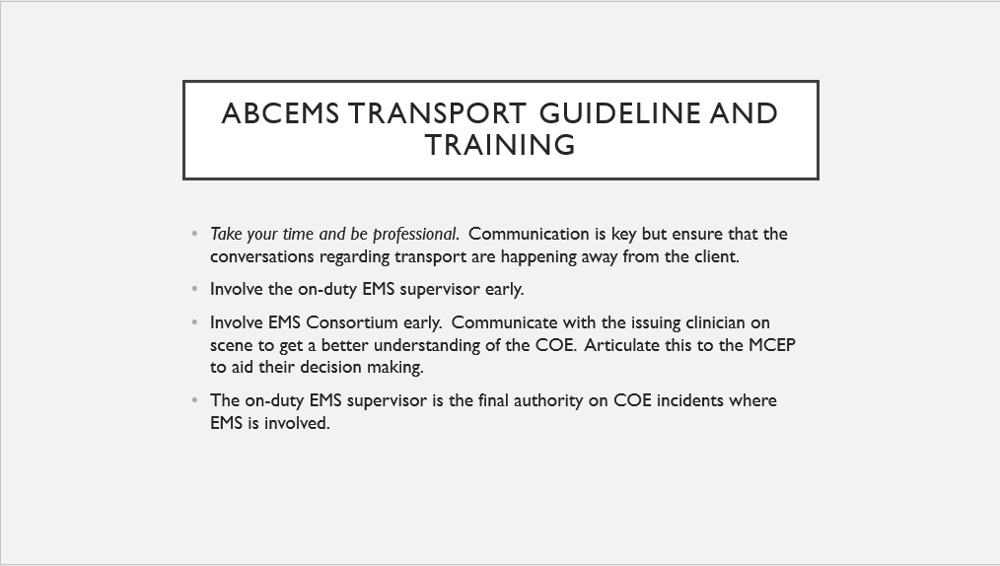 ABCEMS TRANSPORT GUIDELINE AND
TRAINING
• Take your time and be professional.  Communication is key but ensure that the
conversations regarding transport are happening away from the client.
• Involve the on-duty EMS supervisor early.
• Involve EMS Consortium early.  Communicate with the issuing clinician on
scene to get a better understanding of the COE.  Articulate this to the MCEP
to aid their decision making.
• The on-duty EMS supervisor is the final authority on COE incidents where
EMS is involved.